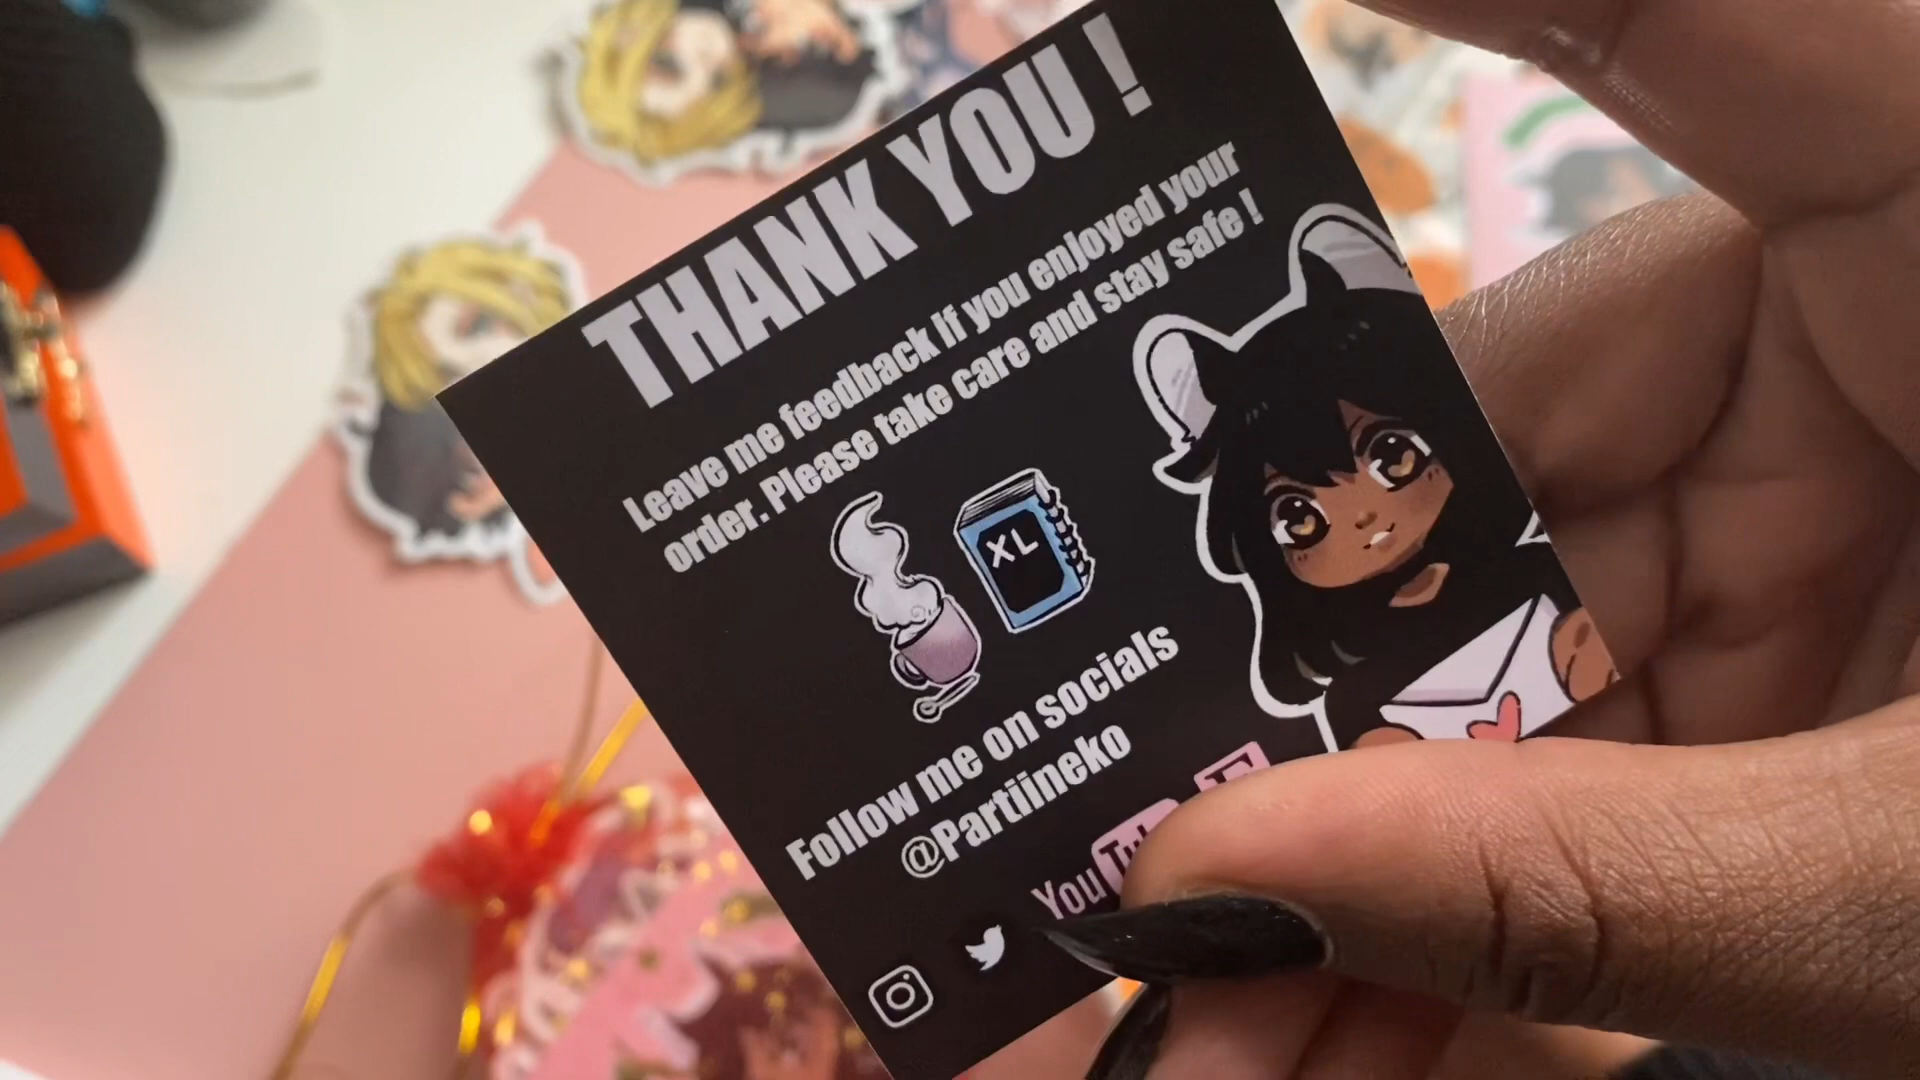 THANK YOU !
Leave me feedback If you enjoyed your
order. Please take care and stay safe !
XL
Follow me on socials
@Partiineko
You